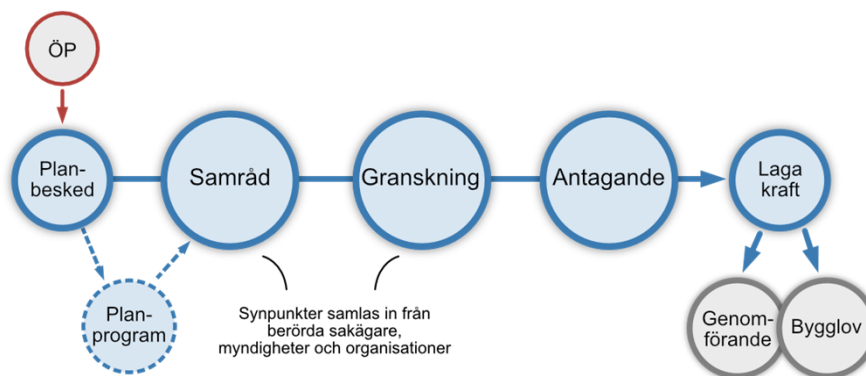 ÖP
Plan-
besked
Samråd
Granskning
Antagande
Laga
kraft
Plan-
program
Synpunkter samlas in från
berörda sakägare,
myndigheter och organisationer
Genom-
förande
Bygglov